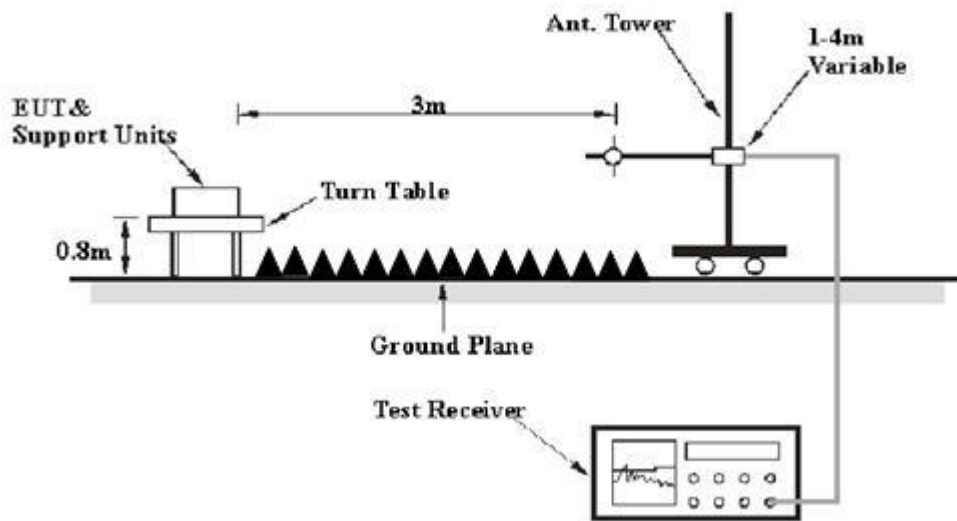 Ant. Tower
1-4m
Variable
3m
EUT&
Support Units
Turn Table
0.8m
Ground Plane
Test Receiver